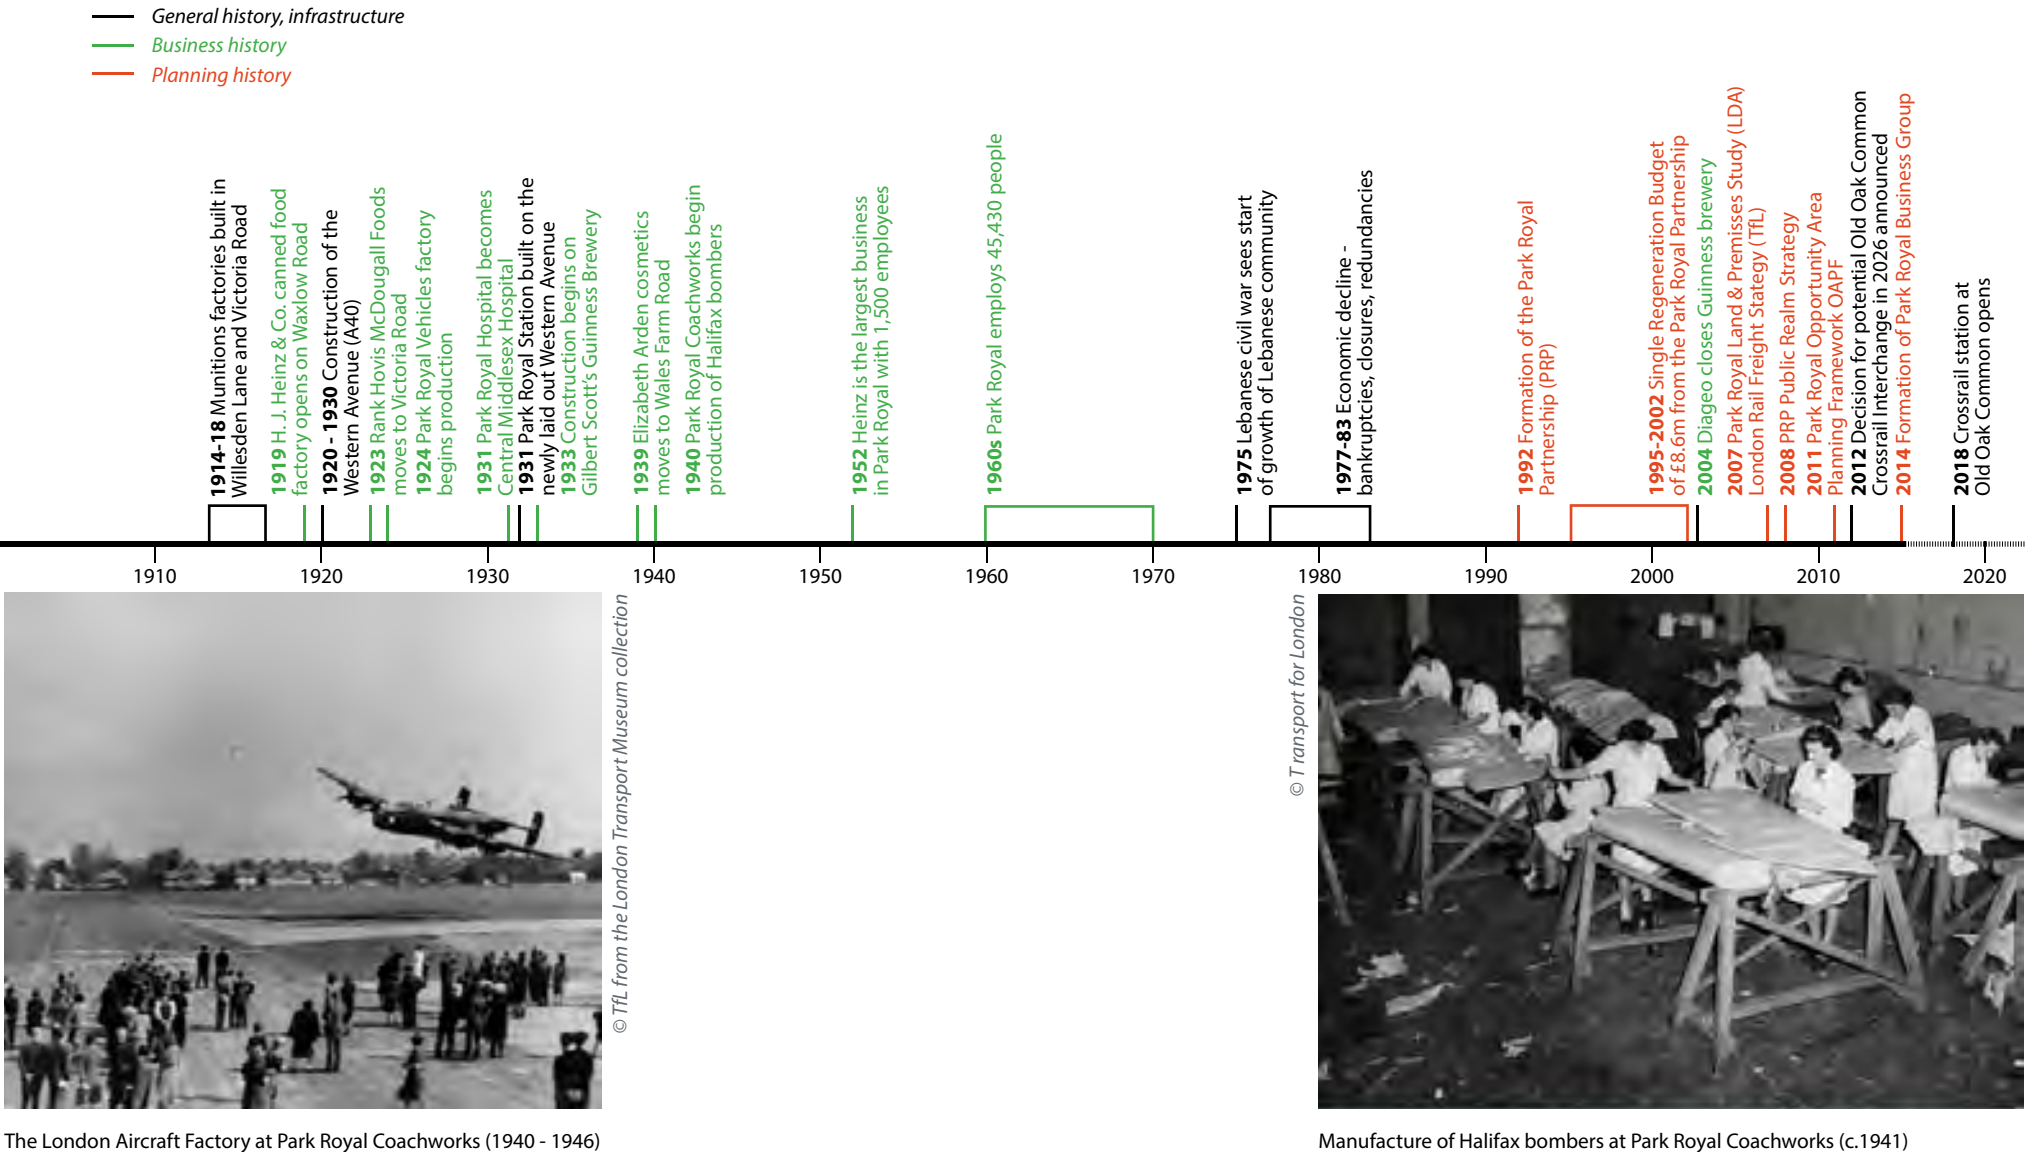 General history, infrastructure
Business history
Planning history
1914-18 Munitions factories built in
Willesden Lane and Victoria Road
1919 H. J. Heinz & Co. canned food
factory opens on Waxlow Road
1920 - 1930 Construction of the
Western Avenue (A40)
1923 Rank Hovis McDougall Foods
moves to Victoria Road
1924 Park Royal Vehicles factory
begins production
1931 Park Royal Hospital becomes
Central Middlesex Hospital
1931 Park Royal Station built on the
newly laid out Western Avenue
1933 Construction begins on
Gilbert Scott's Guinness Brewery
1939 Elizabeth Arden cosmetics
moves to Wales Farm Road
1940 Park Royal Coachworks begin
production of Halifax bombers
1952 Heinz is the largest business
in Park Royal with 1,500 employees
1960s Park Royal employs 45,430 people
1975 Lebanese civil war sees start
of growth of Lebanese community
1977-83 Economic decline -
bankruptcies, closures, redundancies
1992 Formation of the Park Royal
Partnership (PRP)
1995-2002 Single Regeneration Budget
of £8.6m from the Park Royal Partnership
2004 Diageo closes Guinness brewery
2007 Park Royal Land & Premises Study (LDA)
London Rail Freight Stategy (TfL)
2008 PRP Public Realm Strategy
2011 Park Royal Opportunity Area
Planning Framework OAPF
2012 Decision for potential Old Oak Common
Crossrail Interchange in 2026 announced
2014 Formation of Park Royal Business Group
2018 Crossrail station at
Old Oak Common opens
1910
1920
1930
1940
1950
1960
1970
1980
1990
2000
2010
2020
© TfL from the London Transport Museum collection
© Transport for London
The London Aircraft Factory at Park Royal Coachworks (1940 - 1946)
Manufacture of Halifax bombers at Park Royal Coachworks (c.1941)